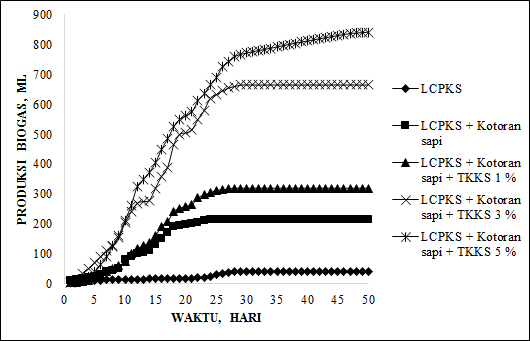 900
800
700
600
500
400
300
200
100
0
PRODUKSI BIOGAS, ML
0 5 10 15 20 25 30 35 40 45 50
WAKTU, HARI
LCPKS
LCPKS + Kotoran
sapi
LCPKS + Kotoran
sapi + TKKS 1 %
LCPKS + Kotoran
sapi + TKKS 3 %
LCPKS + Kotoran
sapi + TKKS 5 %